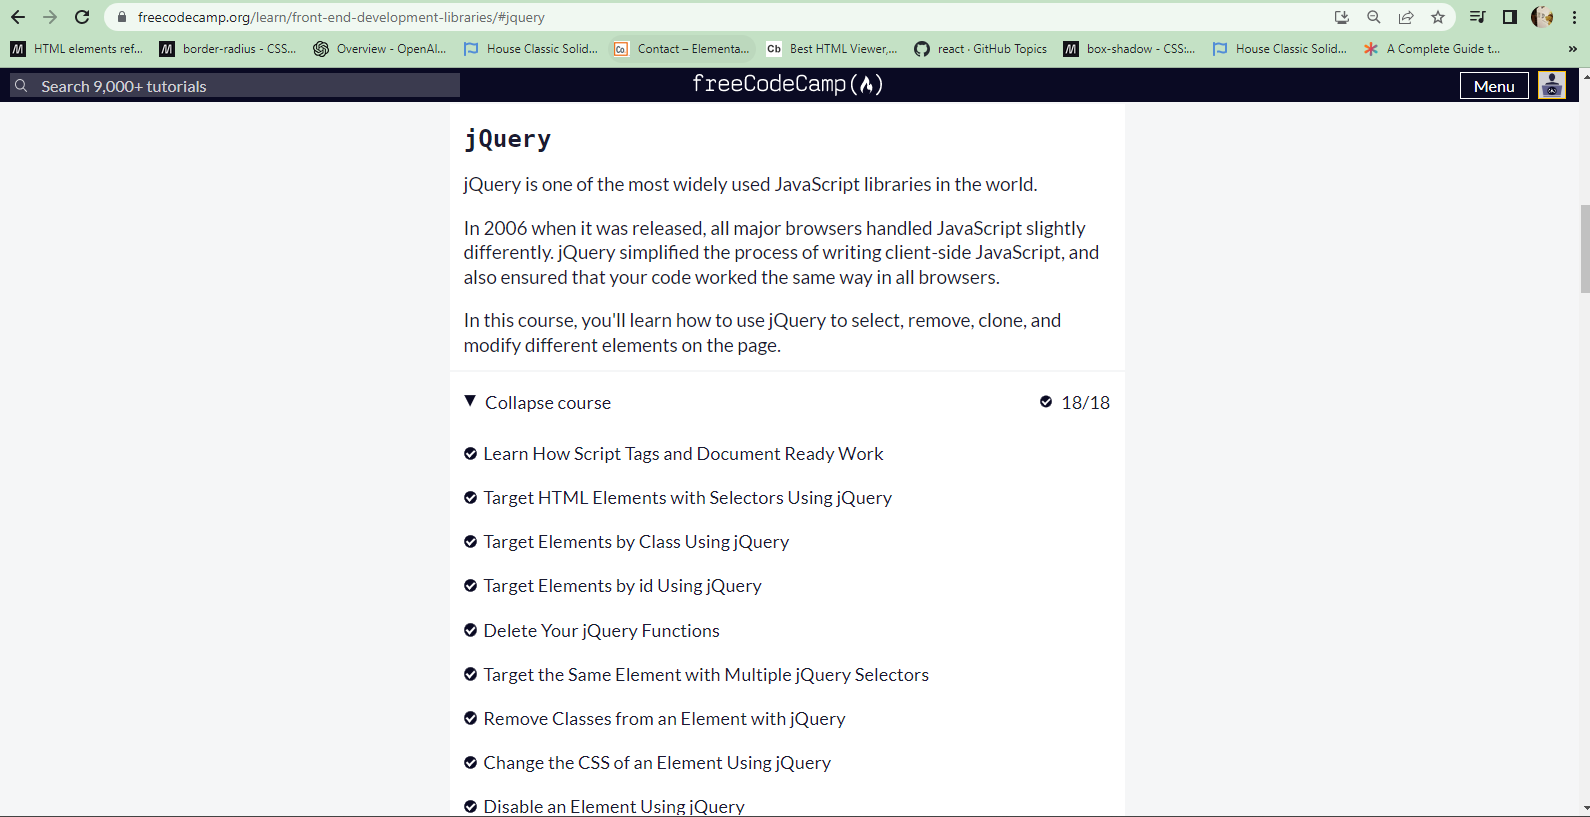 freecodecamp.org/learn/front-end-development-libraries/#jquery
HTML elements ref... border-radius - CSS... Overview - OpenAI... House Classic Solid... Contact – Elementa... Cb Best HTML Viewer,... react · GitHub Topics box-shadow - CSS:... House Classic Solid... A Complete Guide t... »
Search 9,000+ tutorials freeCodeCamp Menu
jQuery
jQuery is one of the most widely used JavaScript libraries in the world.
In 2006 when it was released, all major browsers handled JavaScript slightly
differently. jQuery simplified the process of writing client-side JavaScript, and
also ensured that your code worked the same way in all browsers.
In this course, you'll learn how to use jQuery to select, remove, clone, and
modify different elements on the page.
Collapse course 18/18
Learn How Script Tags and Document Ready Work
Target HTML Elements with Selectors Using jQuery
Target Elements by Class Using jQuery
Target Elements by id Using jQuery
Delete Your jQuery Functions
Target the Same Element with Multiple jQuery Selectors
Remove Classes from an Element with jQuery
Change the CSS of an Element Using jQuery
Disable an Element Using jQuery